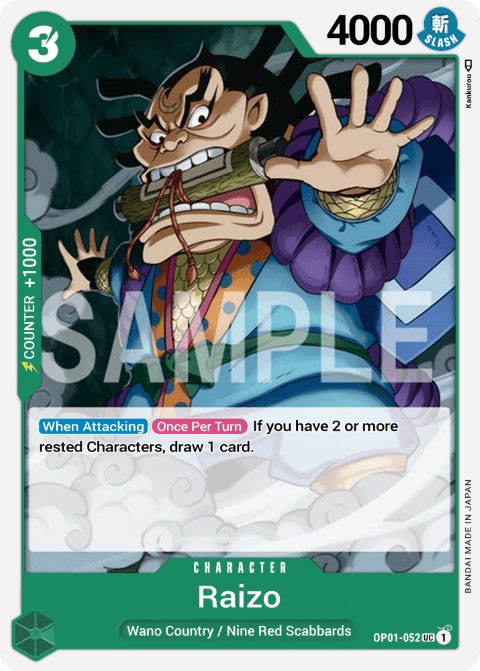 3
4000
斬
SLASH
Kankurou
COUNTER +1000
SAMPLE
When Attacking Once Per Turn If you have 2 or more
rested Characters, draw 1 card.
BANDAI MADE IN JAPAN
CHARACTER
Raizo
Wano Country / Nine Red Scabbards
OP01-052 UC 1